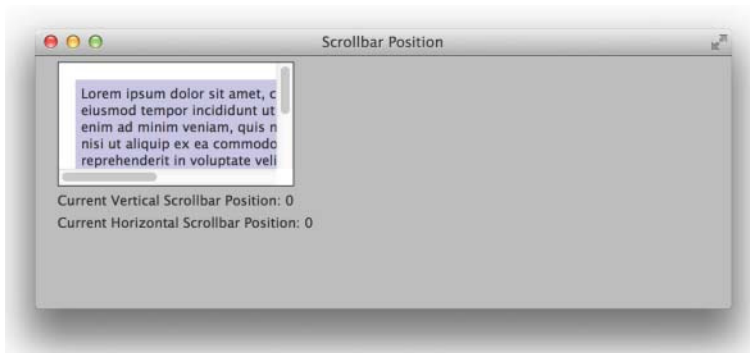 Scrollbar Position
Lorem ipsum dolor sit amet, c
eiusmod tempor incididunt ut
enim ad minim veniam, quis n
nisi ut aliquip ex ea commodo
reprehenderit in voluptate veli
Current Vertical Scrollbar Position: 0
Current Horizontal Scrollbar Position: 0